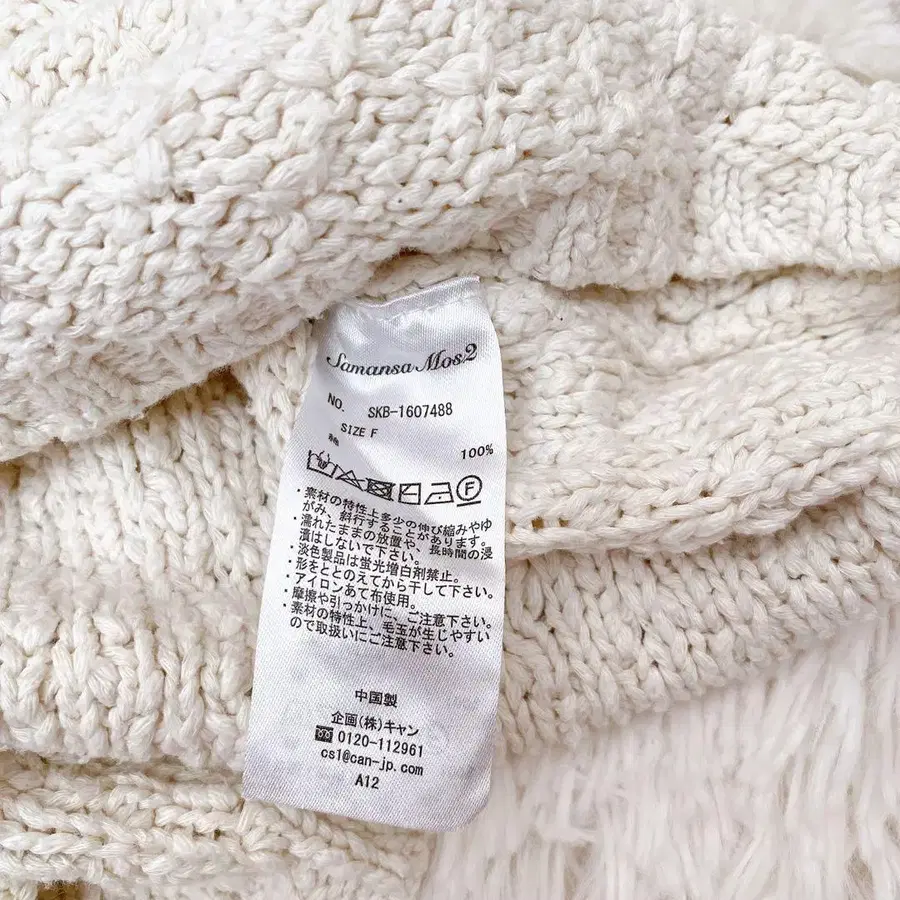 Samansa Mos2
NO. SKB-1607488
SIZE F
100%
F
・素材の特性上多少の伸び縮みやゆ
がみ、斜行することがあります。
・濡れたままの放置や、長時間の浸
漬はしないで下さい。
・淡色製品は蛍光増白剤禁止。
・形をととのえてから干して下さい。
・アイロンあて布使用。
・摩擦や引っかけに、ご注意下さい。
・素材の特性上、毛玉が生じやすい
ので取扱いにご注意下さい。
中国製
企画(株)キャン
0120-112961
cs1@can-jp.com
A12